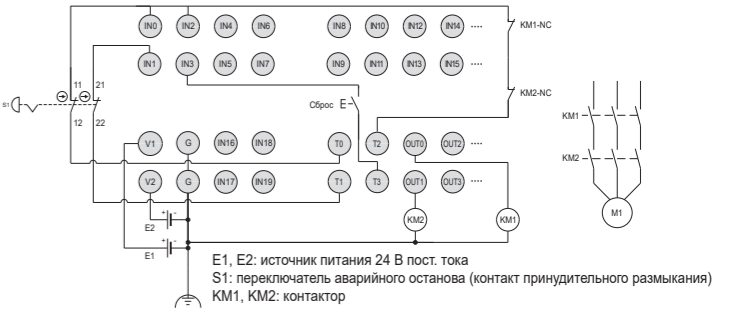 IN0 IN2 IN4 IN6 IN8 IN10 IN12 IN14 .... KM1-NC
IN1 IN3 IN5 IN7 IN9 IN11 IN13 IN15 ....
11 21
S1
12 22
Сброс E
KM2-NC
KM1
KM2
M1
V1 G IN16 IN18 T0 T2 OUT0 OUT2 ....
V2 G IN17 IN19 T1 T3 OUT1 OUT3 ....
+ -
E2
KM2 KM1
+ -
E1
E1, E2: источник питания 24 В пост. тока
S1: переключатель аварийного останова (контакт принудительного размыкания)
KM1, KM2: контактор